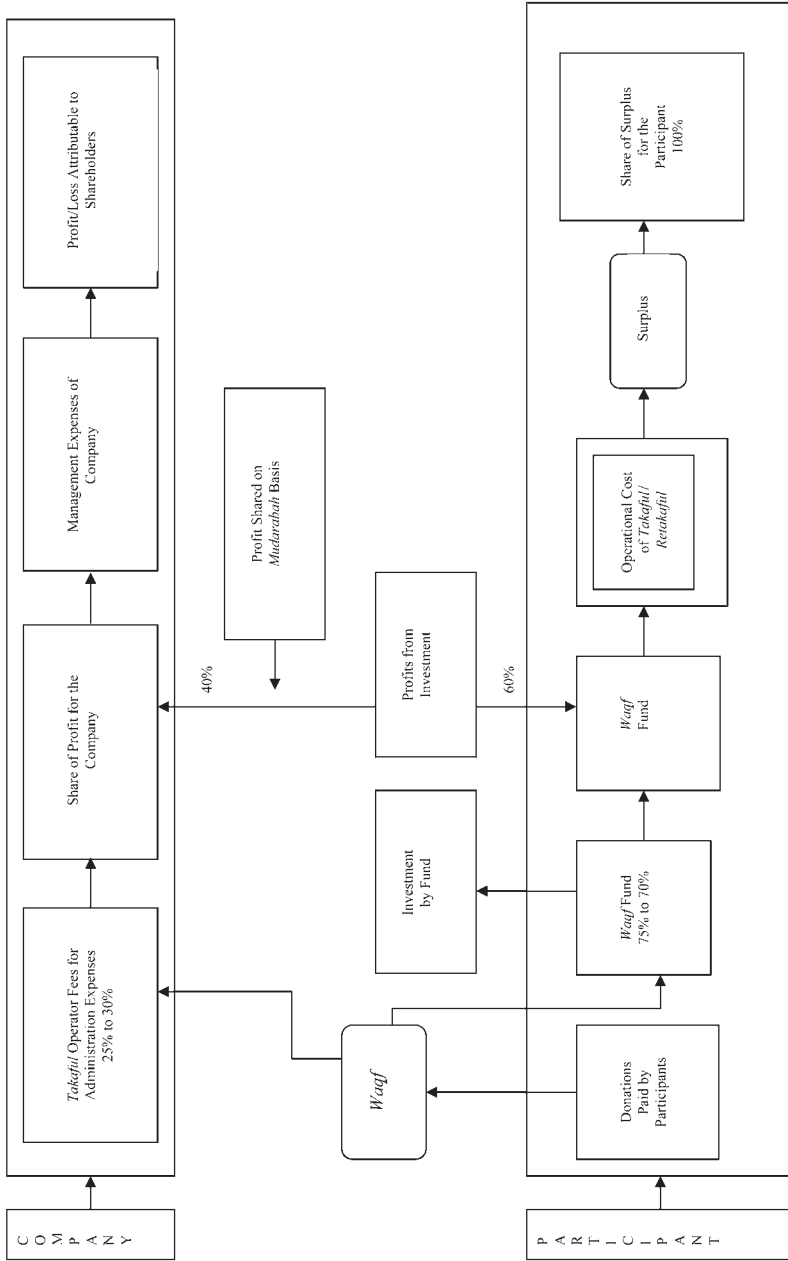 COMPANY
Takaful Operator Fees for
Administration Expenses
25% to 30%
Share of Profit for the
Company
Management Expenses of
Company
Profit/Loss Attributable to
Shareholders
40%
Profit Shared on
Mudarabah Basis
Waqf
Investment
by Fund
Profits from
Investment
60%
PARTICIPANT
Donations
Paid by
Participants
Waqf Fund
75% to 70%
Waqf
Fund
Operational Cost
of Takaful/
Retakaful
Surplus
Share of Surplus
for the
Participant
100%